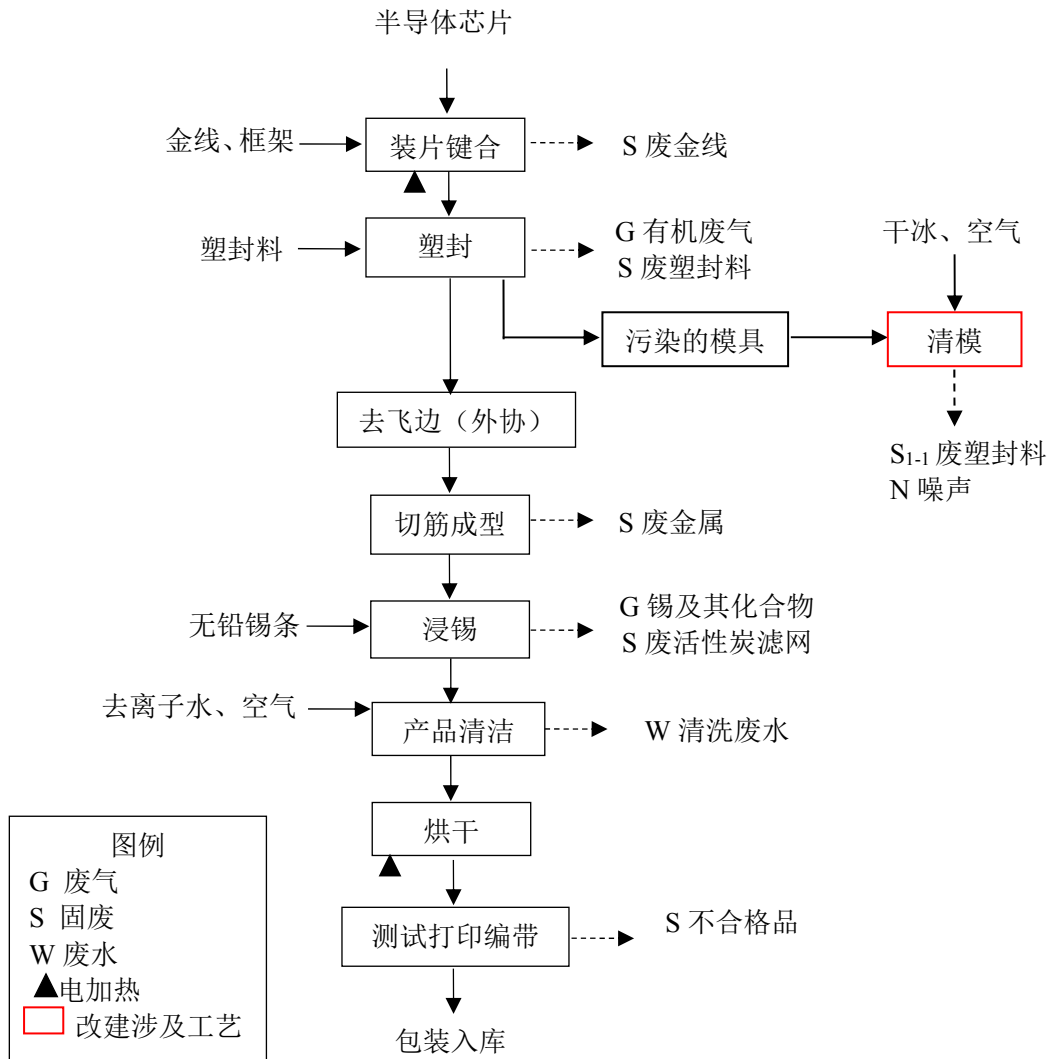 半导体芯片
金线、框架
装片键合
S 废金线
塑封料
塑封
G 有机废气
S 废塑封料
干冰、空气
污染的模具
清模
S1-1 废塑封料
N 噪声
去飞边（外协）
切筋成型
S 废金属
无铅锡条
浸锡
G 锡及其化合物
S 废活性炭滤网
去离子水、空气
产品清洁
W 清洗废水
烘干
测试打印编带
S 不合格品
包装入库
图例
G 废气
S 固废
W 废水
电加热
改建涉及工艺